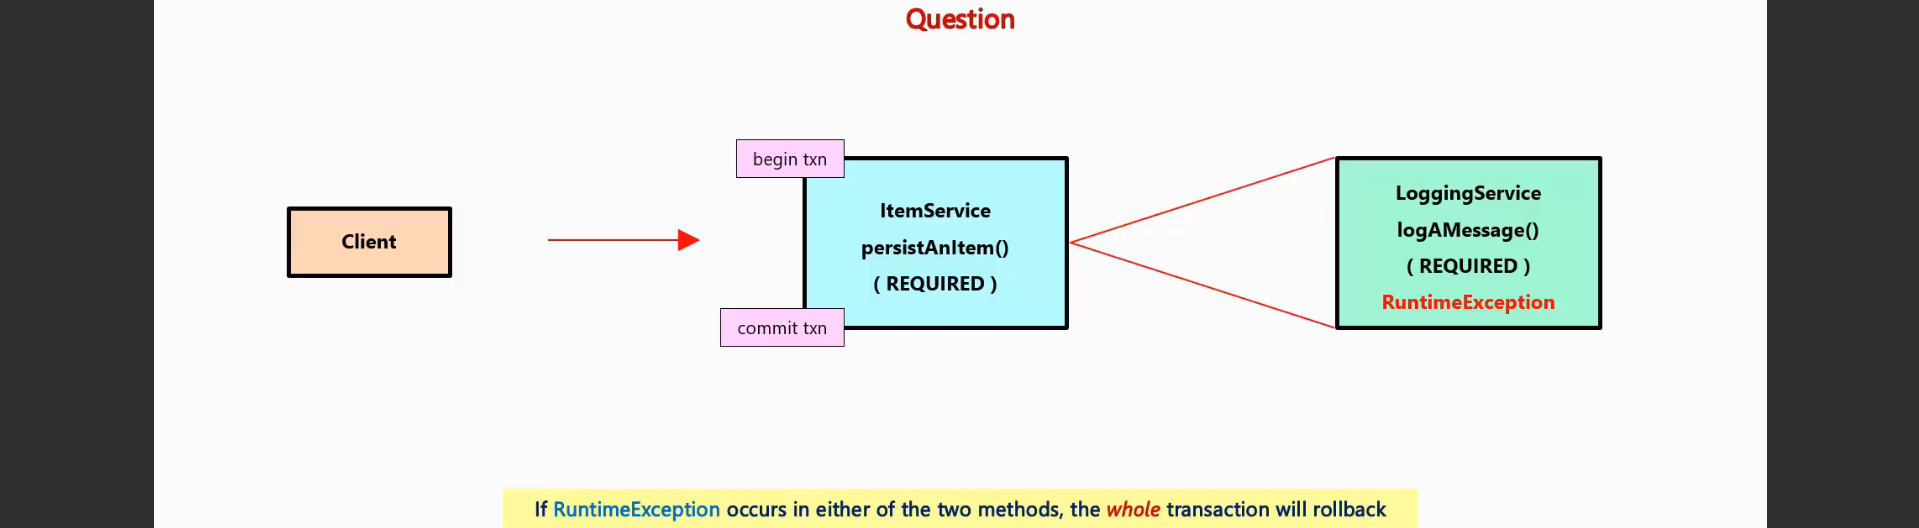 Question
begin txn
Client
ItemService
persistAnItem()
( REQUIRED )
commit txn
LoggingService
logAMessage()
( REQUIRED )
RuntimeException
If RuntimeException occurs in either of the two methods, the whole transaction will rollback